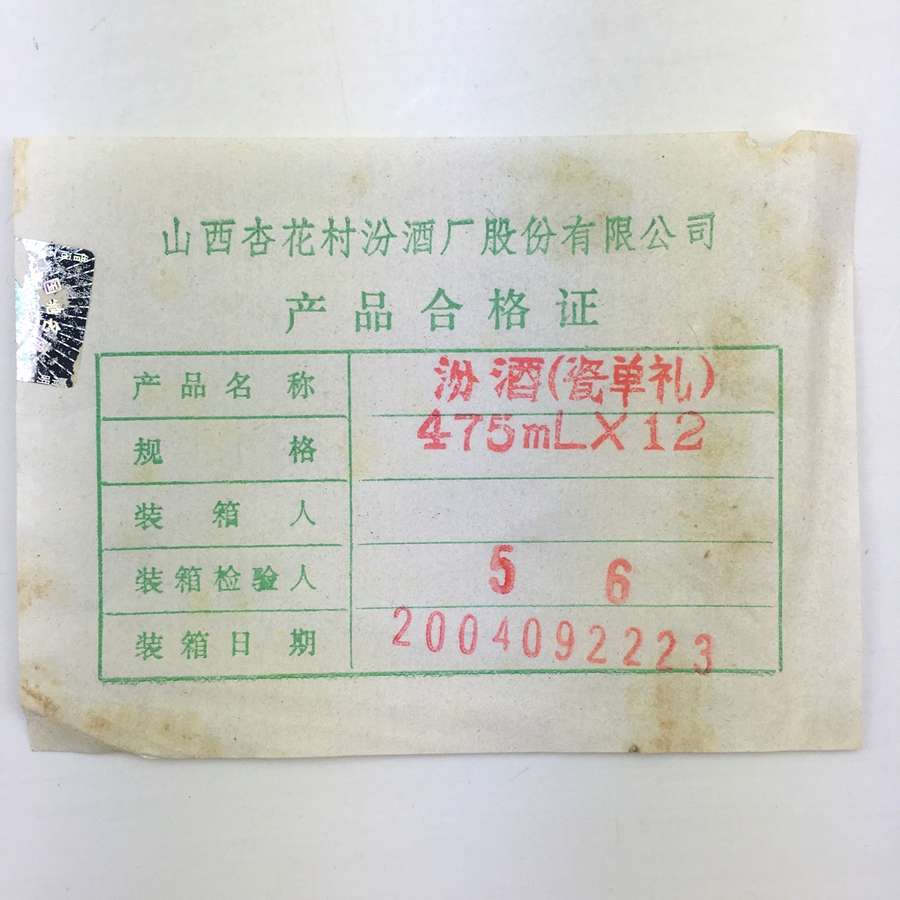 山西杏花村汾酒厂股份有限公司
产品合格证
产品名称 汾酒(瓷单礼)
规格 475mLX12
装箱人
装箱检验人 5 6
装箱日期 2004092223